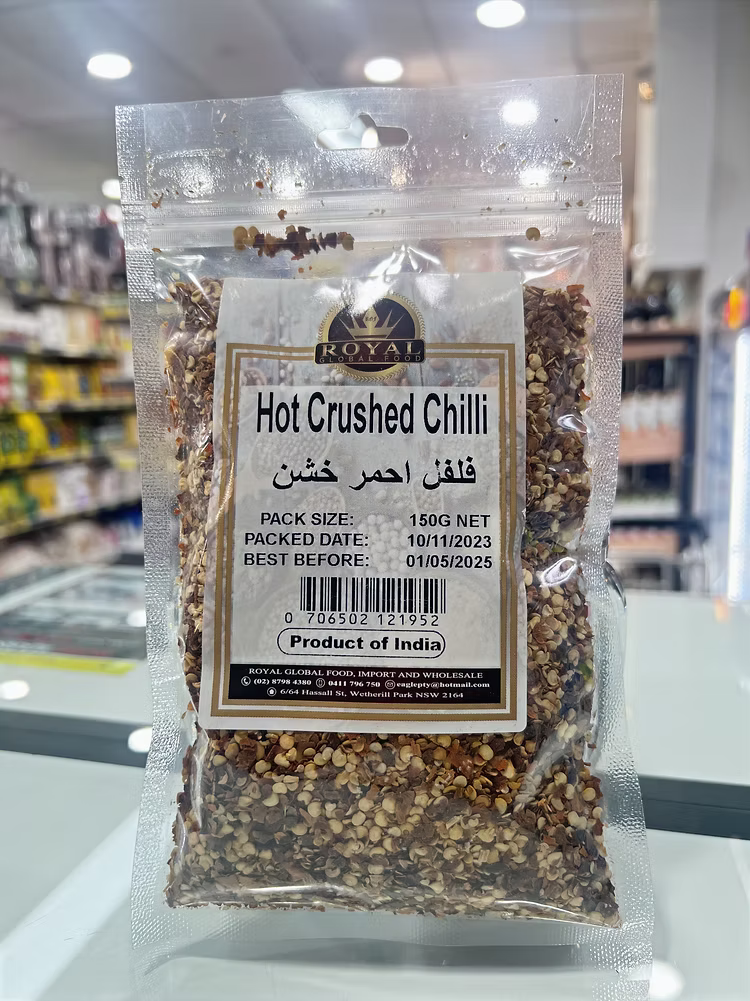 ROYAL
GLOBAL FOOD
Hot Crushed Chilli
فلفل احمر خشن
PACK SIZE: 150G NET
PACKED DATE: 10/11/2023
BEST BEFORE: 01/05/2025
0 706502 121952
Product of India
ROYAL GLOBAL FOOD, IMPORT AND WHOLESALE
(02) 8798 4380 0411 796 750 eaglepty@hotmail.com
6/64 Hassall St, Wetherill Park NSW 2164